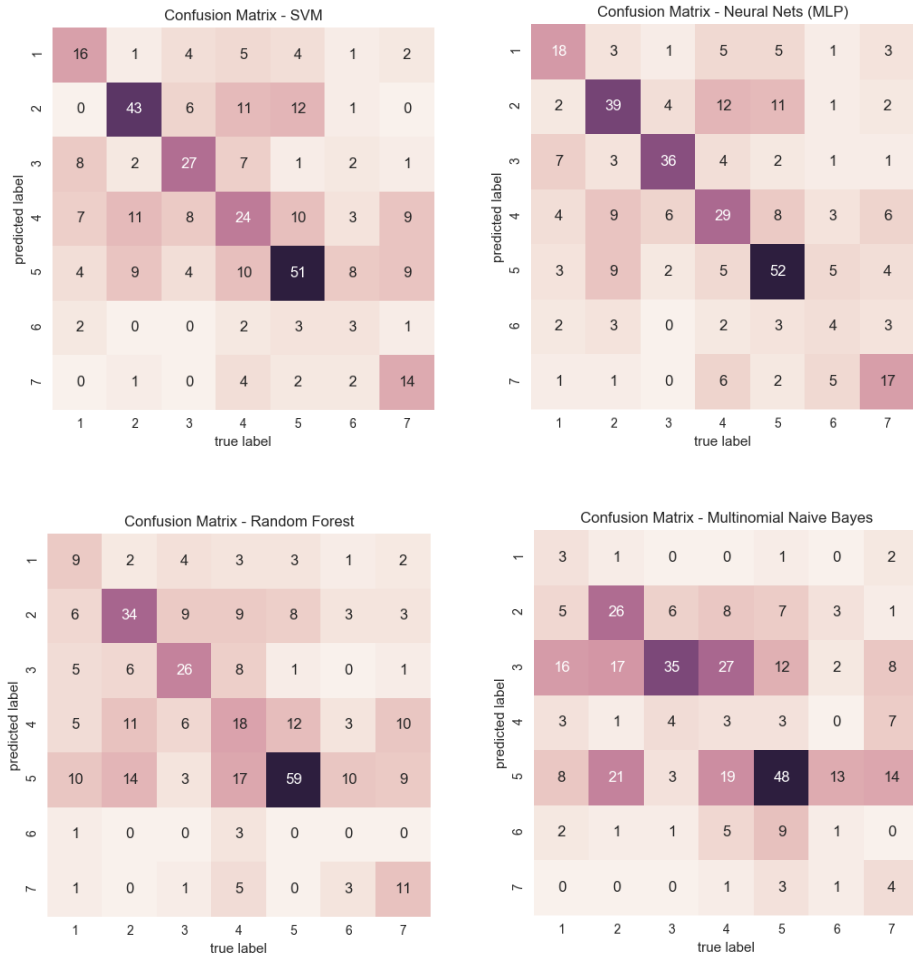 Confusion Matrix - SVM
predicted label
1 16 1 4 5 4 1 2
2 0 43 6 11 12 1 0
3 8 2 27 7 1 2 1
4 7 11 8 24 10 3 9
5 4 9 4 10 51 8 9
6 2 0 0 2 3 3 1
7 0 1 0 4 2 2 14
1 2 3 4 5 6 7
true label
Confusion Matrix - Neural Nets (MLP)
predicted label
1 18 3 1 5 5 1 3
2 2 39 4 12 11 1 2
3 7 3 36 4 2 1 1
4 4 9 6 29 8 3 6
5 3 9 2 5 52 5 4
6 2 3 0 2 3 4 3
7 1 1 0 6 2 5 17
1 2 3 4 5 6 7
true label
Confusion Matrix - Random Forest
predicted label
1 9 2 4 3 3 1 2
2 6 34 9 9 8 3 3
3 5 6 26 8 1 0 1
4 5 11 6 18 12 3 10
5 10 14 3 17 59 10 9
6 1 0 0 3 0 0 0
7 1 0 1 5 0 3 11
1 2 3 4 5 6 7
true label
Confusion Matrix - Multinomial Naive Bayes
predicted label
1 3 1 0 0 1 0 2
2 5 26 6 8 7 3 1
3 16 17 35 27 12 2 8
4 3 1 4 3 3 0 7
5 8 21 3 19 48 13 14
6 2 1 1 5 9 1 0
7 0 0 0 1 3 1 4
1 2 3 4 5 6 7
true label